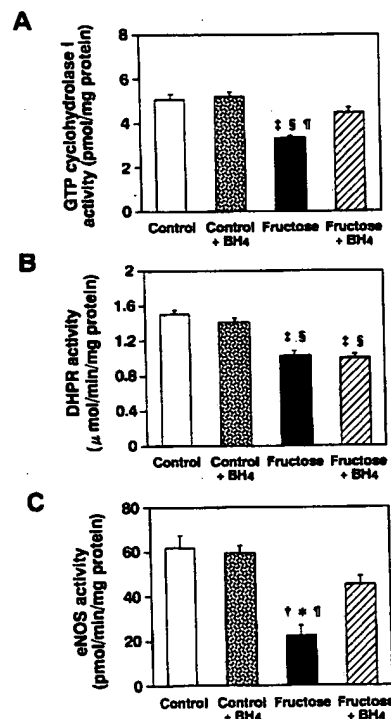 A
GTP cyclohydrolase I
activity (pmol/mg protein)
8
6
4
2
0
‡ § ¶
Control
Control
+ BH4
Fructose
Fructose
+ BH4
B
DHPR activity
(μ mol/min/mg protein)
2
1.6
1.2
0.8
0.4
0
‡ §
‡ §
Control
Control
+ BH4
Fructose
Fructose
+ BH4
C
eNOS activity
(pmol/min/mg protein)
80
60
40
20
0
† * ¶
Control
Control
+ BH4
Fructose
Fructose
+ BH4